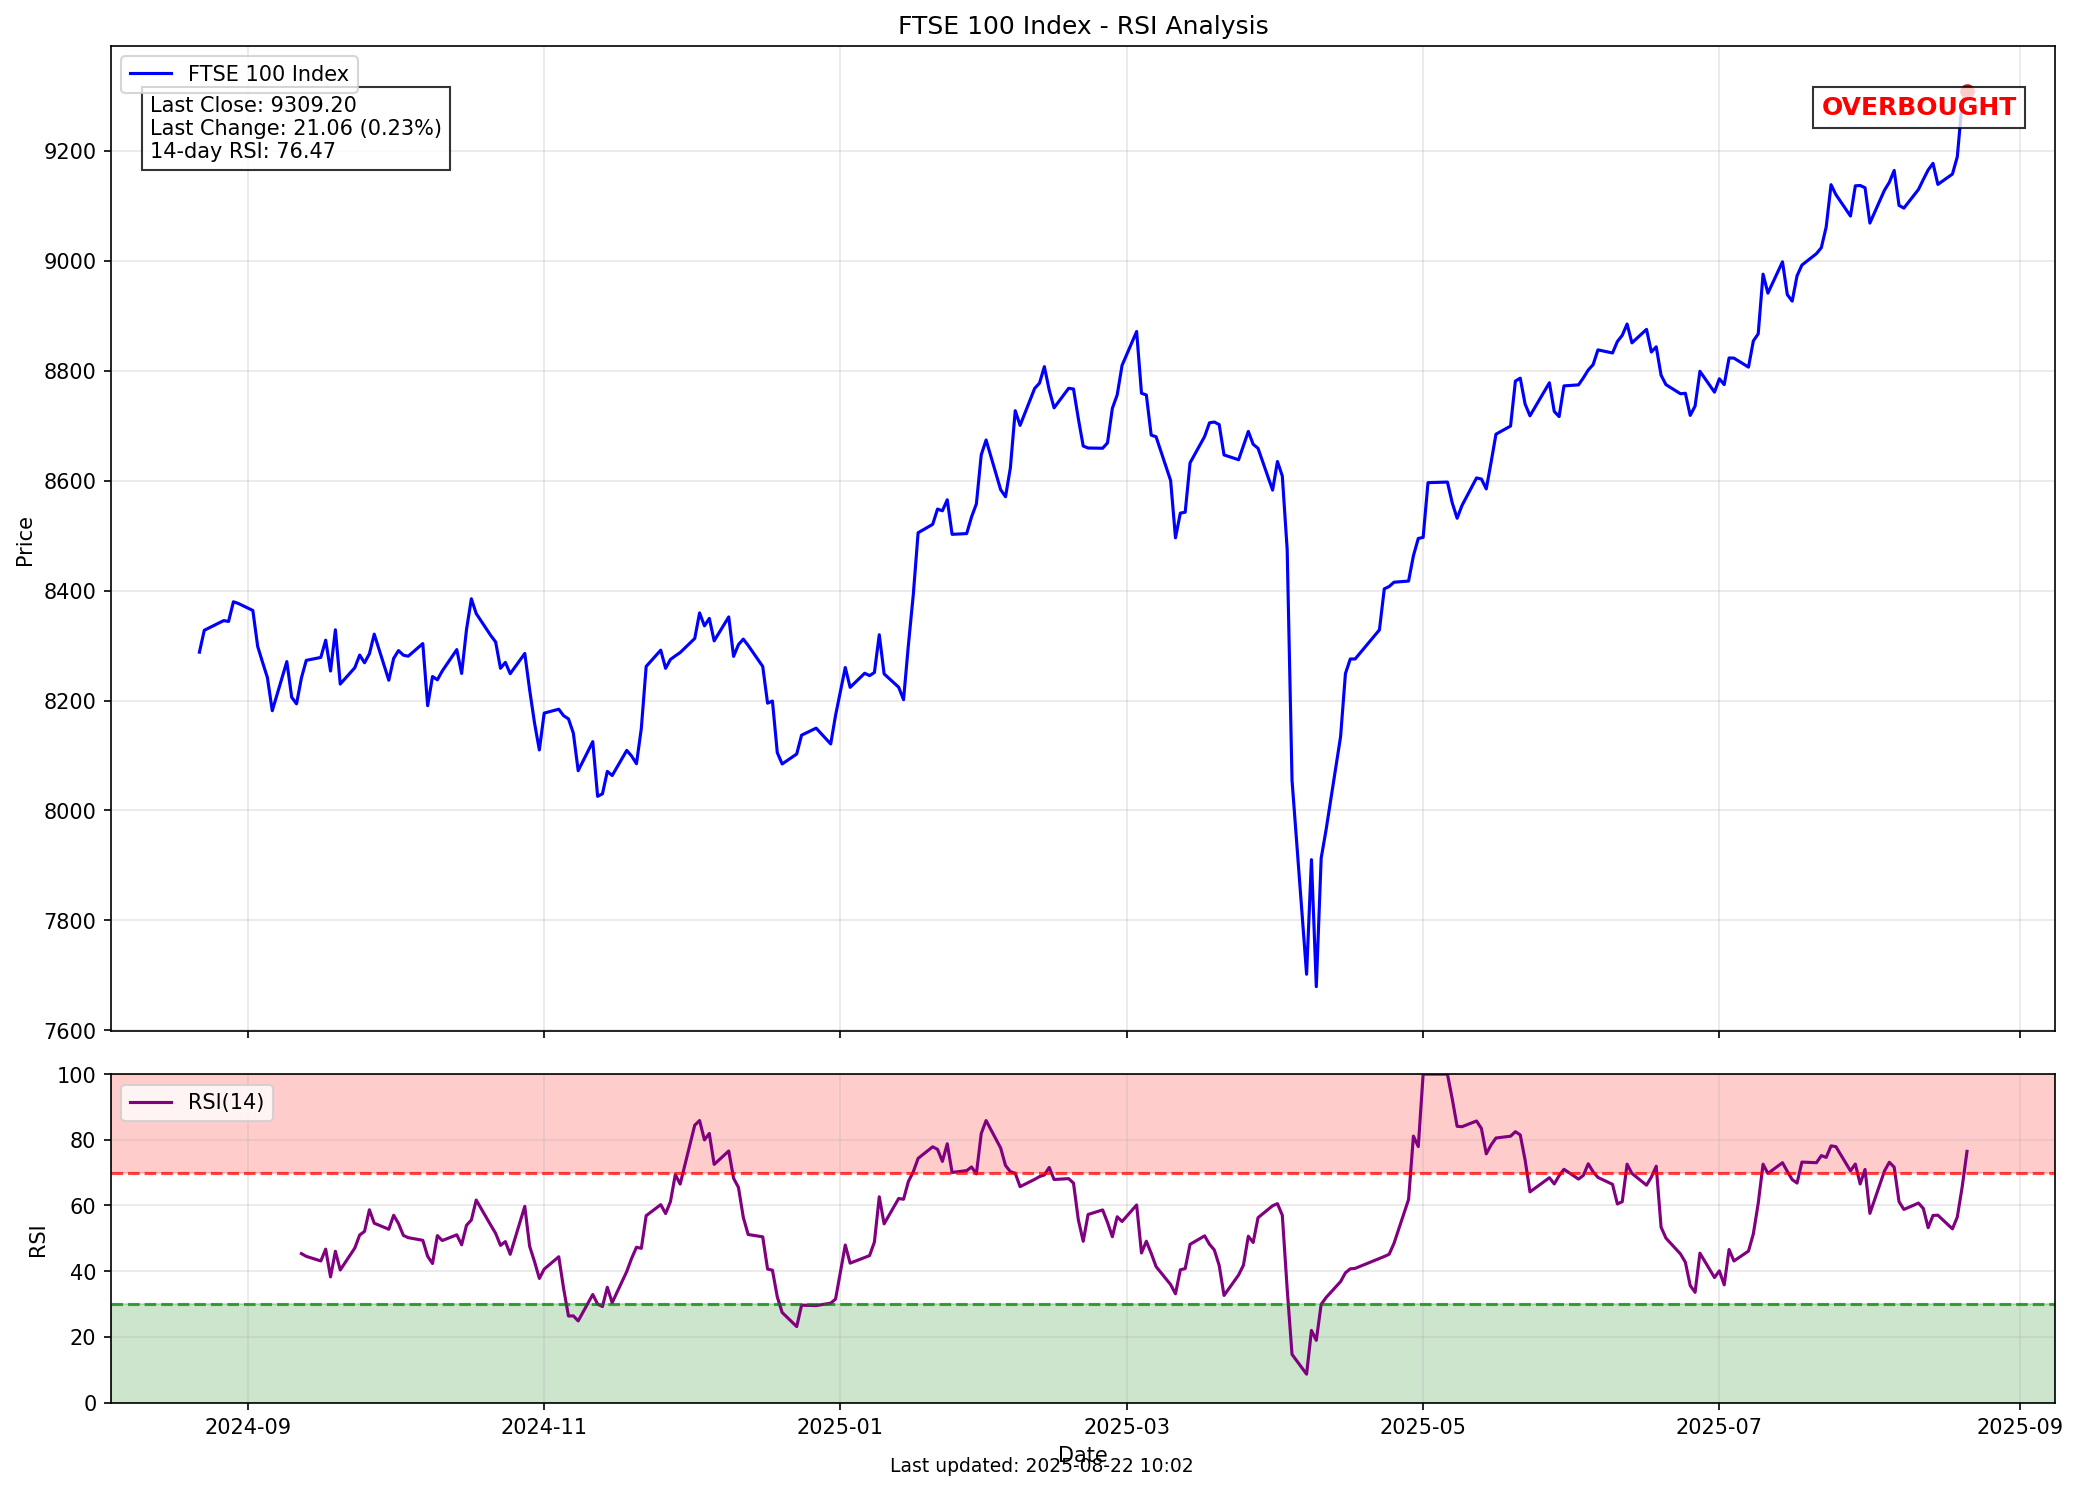 FTSE 100 Index - RSI Analysis
FTSE 100 Index
Last Close: 9309.20
Last Change: 21.06 (0.23%)
14-day RSI: 76.47
OVERBOUGHT
Price
9200
9000
8800
8600
8400
8200
8000
7800
7600
RSI(14)
RSI
100
80
60
40
20
0
2024-09
2024-11
2025-01
2025-03
2025-05
2025-07
2025-09
Date
Last updated: 2025-08-22 10:02